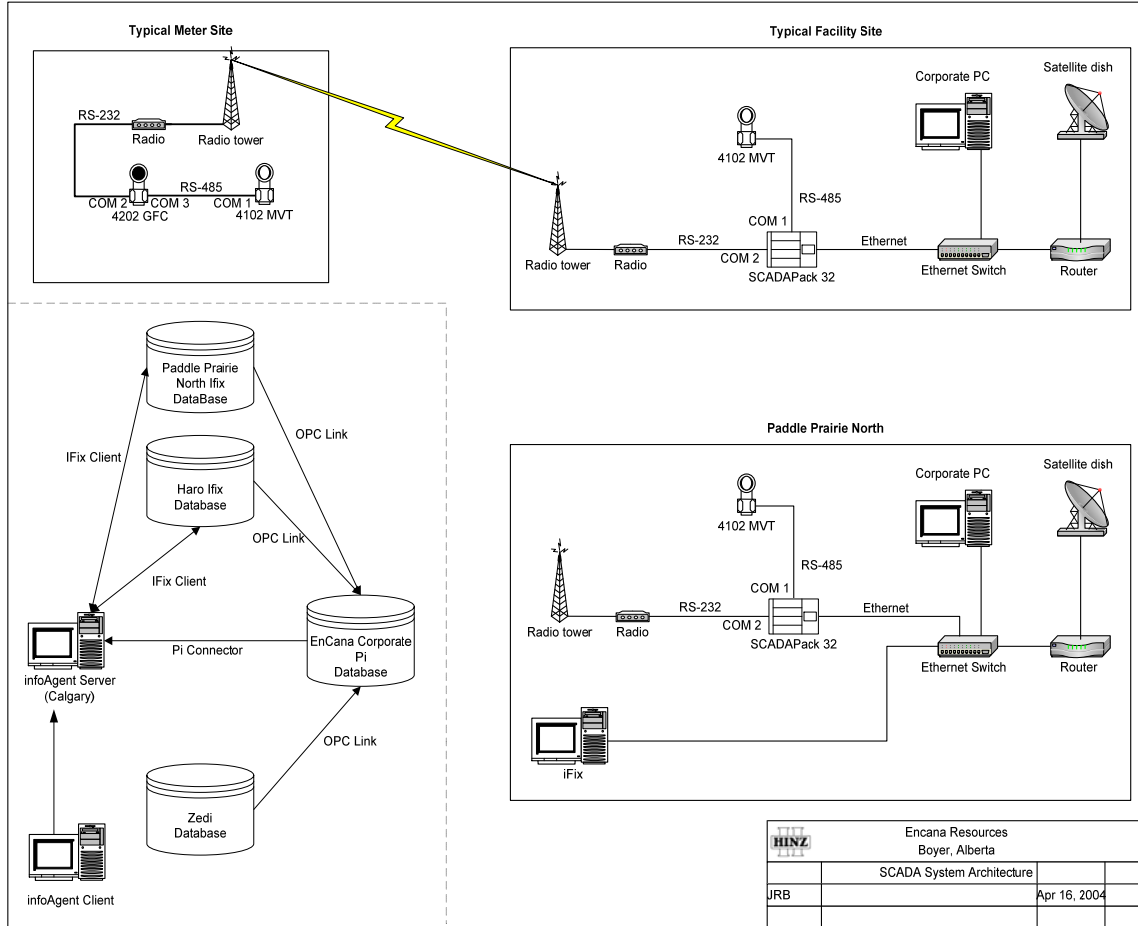 Typical Meter Site
RS-232
Radio
Radio tower
RS-485
COM 2
COM 3
COM 1
4202 GFC
4102 MVT
Typical Facility Site
Corporate PC
Satellite dish
4102 MVT
RS-485
COM 1
RS-232
COM 2
Ethernet
Radio tower
Radio
SCADAPack 32
Ethernet Switch
Router
Paddle Prairie
North Ifix
DataBase
OPC Link
IFix Client
Haro Ifix
Database
OPC Link
IFix Client
EnCana Corporate
Pi
Database
Pi Connector
infoAgent Server
(Calgary)
OPC Link
Zedi
Database
infoAgent Client
Paddle Prairie North
Corporate PC
Satellite dish
4102 MVT
RS-485
COM 1
RS-232
COM 2
Ethernet
Radio tower
Radio
SCADAPack 32
Ethernet Switch
Router
iFix
HINZ
Encana Resources
Boyer, Alberta
SCADA System Architecture
JRB
Apr 16, 2004